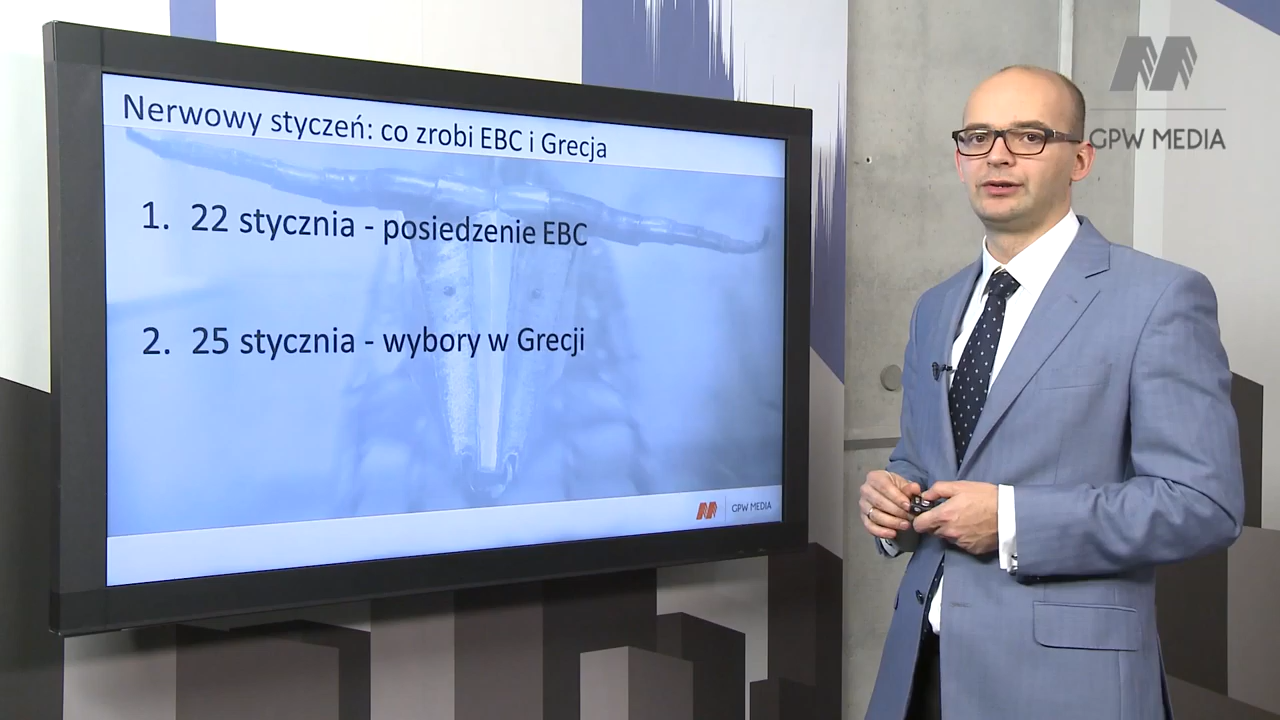 Nerwowy styczeń: co zrobi EBC i Grecja
1. 22 stycznia - posiedzenie EBC
2. 25 stycznia - wybory w Grecji
GPW MEDIA
GPW MEDIA